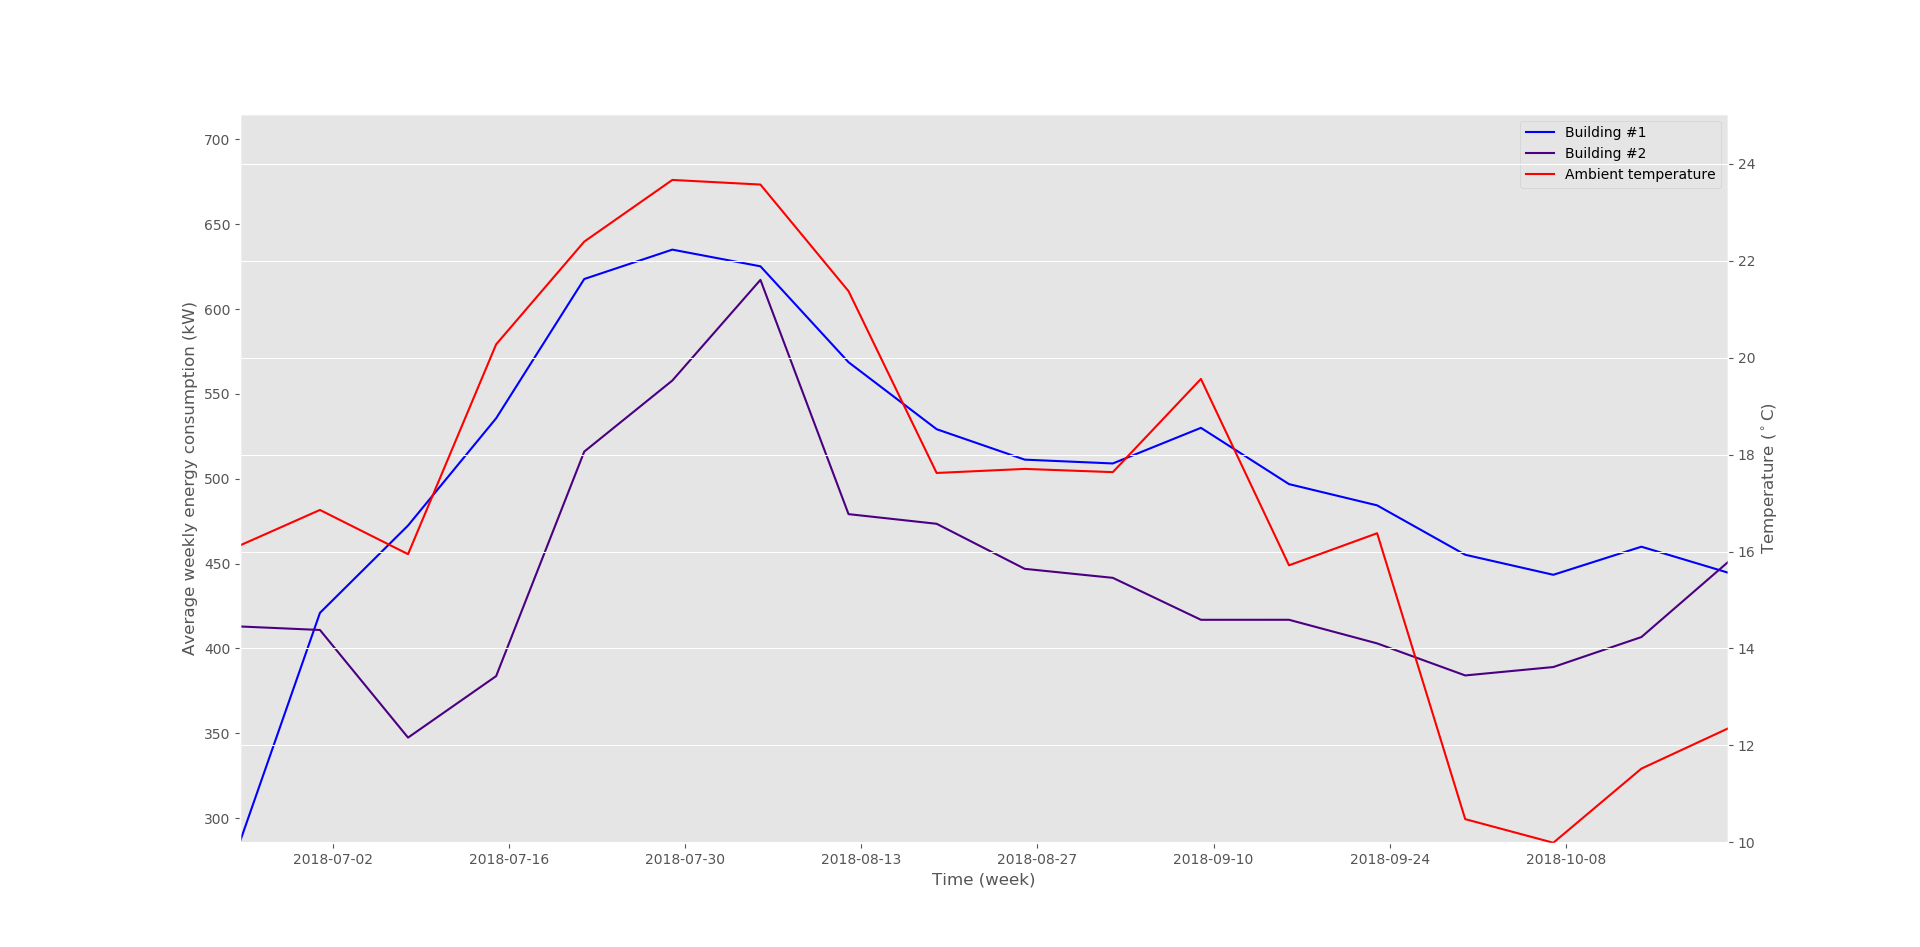 Building #1
Building #2
Ambient temperature
700
650
600
550
500
450
400
350
300
Average weekly energy consumption (kW)
24
22
20
18
16
14
12
10
Temperature (°C)
2018-07-02 2018-07-16 2018-07-30 2018-08-13 2018-08-27 2018-09-10 2018-09-24 2018-10-08
Time (week)